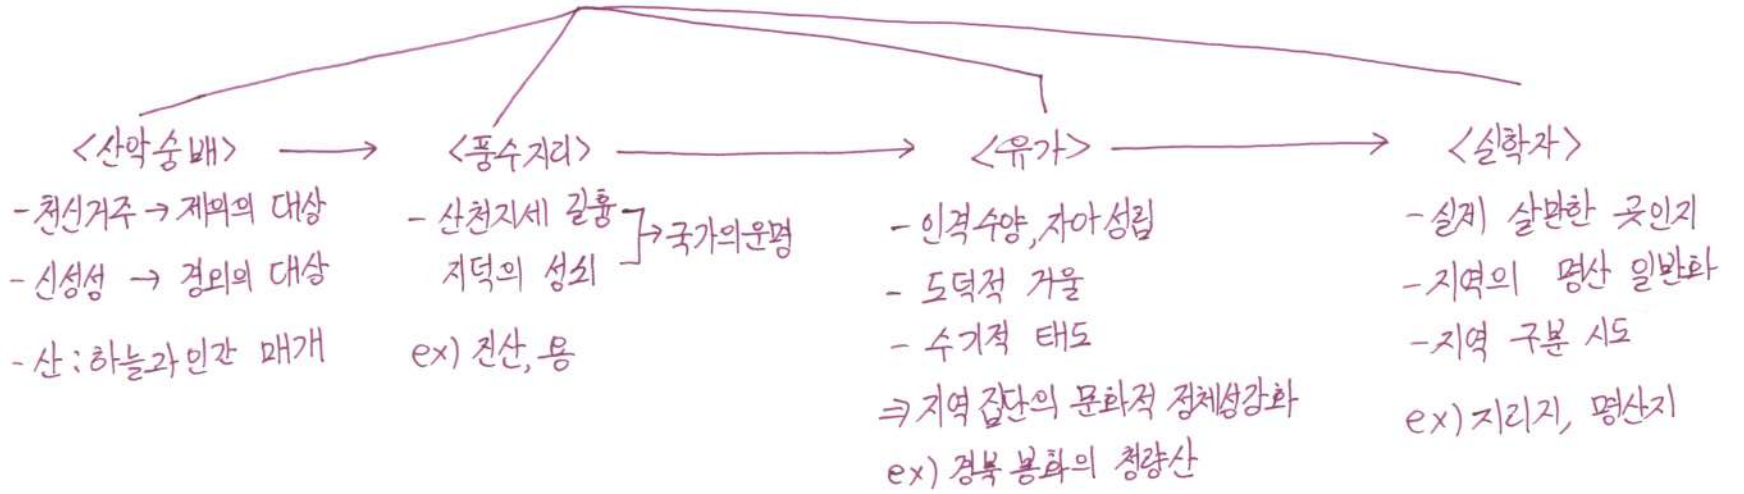 <산악숭배> → <풍수지리> → <유가> → <실학자>
- 천신거주 → 제의의 대상
- 신성성 → 경외의 대상
- 산 : 하늘과 인간 매개
- 산천지세 길흉
지덕의 성쇠
→ 국가의 운명
ex) 진산, 용
- 인격수양, 자아성립
- 도덕적 거울
- 수기적 태도
⇒ 지역 집단의 문화적 정체성강화
ex) 경북 봉화의 청량산
- 실제 살만한 곳인지
- 지역의 명산 일반화
- 지역 구분 시도
ex) 지리지, 명산지